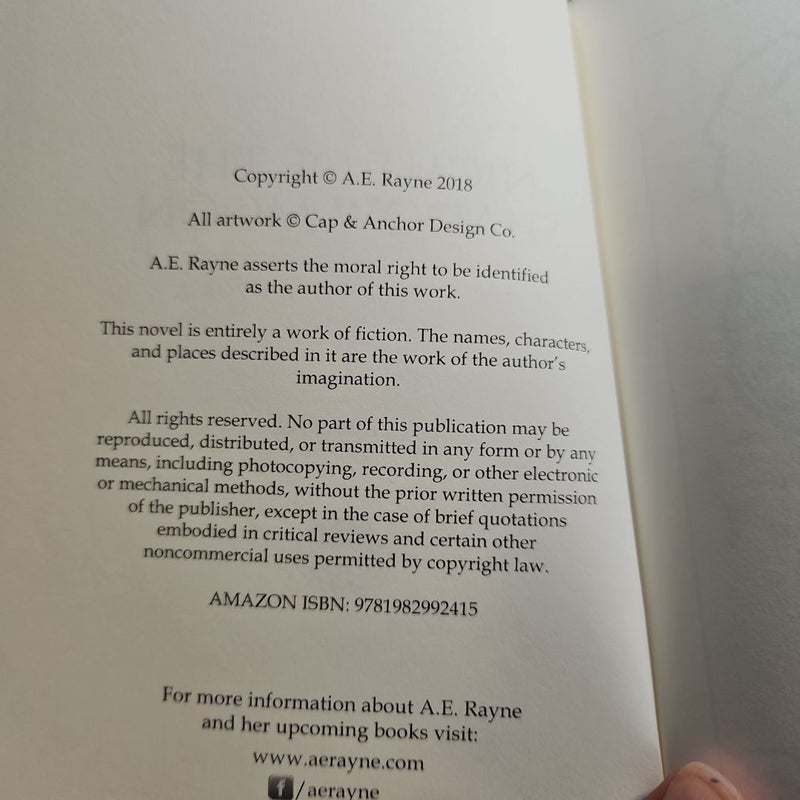 Copyright © A.E. Rayne 2018
All artwork © Cap & Anchor Design Co.
A.E. Rayne asserts the moral right to be identified
as the author of this work.
This novel is entirely a work of fiction. The names, characters,
and places described in it are the work of the author's
imagination.
All rights reserved. No part of this publication may be
reproduced, distributed, or transmitted in any form or by any
means, including photocopying, recording, or other electronic
or mechanical methods, without the prior written permission
of the publisher, except in the case of brief quotations
embodied in critical reviews and certain other
noncommercial uses permitted by copyright law.
AMAZON ISBN: 9781982992415
For more information about A.E. Rayne
and her upcoming books visit:
www.aerayne.com
f/aerayne